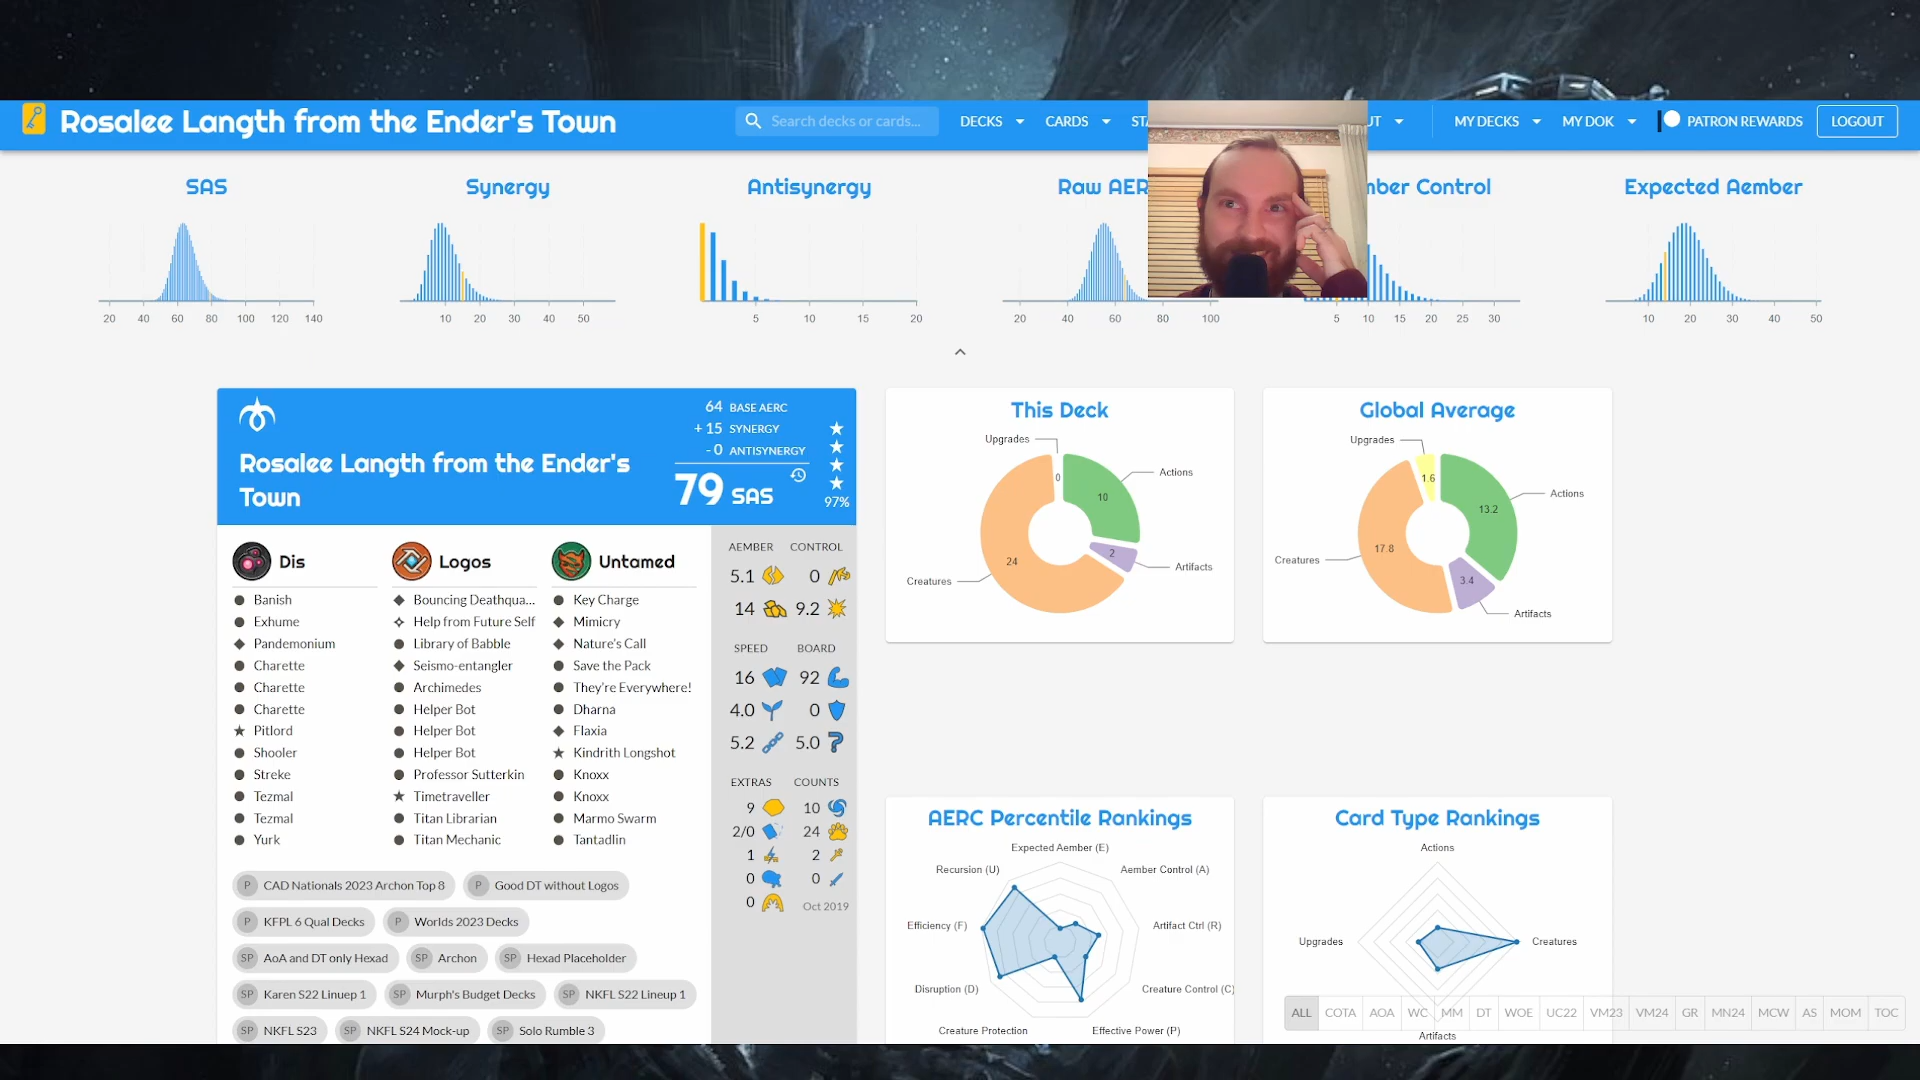 Rosalee Langth from the Ender's Town
Search decks or cards...
DECKS
CARDS
MY DECKS
MY DOK
PATRON REWARDS
LOGOUT
SAS
Synergy
Antisynergy
Raw AER
mber Control
Expected Aember
20 40 60 80 100 120 140
10 20 30 40 50
5 10 15 20
20 40 60 80 100
5 10 15 20 25 30
10 20 30 40 50
Rosalee Langth from the Ender's
Town
64 BASE AERC
+ 15 SYNERGY
- 0 ANTISYNERGY
79 SAS
97%
Dis
Banish
Exhume
Pandemonium
Charette
Charette
Charette
Pitlord
Shooler
Streke
Tezmal
Tezmal
Yurk
Logos
Bouncing Deathqua...
Help from Future Self
Library of Babble
Seismo-entangler
Archimedes
Helper Bot
Helper Bot
Helper Bot
Professor Sutterkin
Timetraveller
Titan Librarian
Titan Mechanic
Untamed
Key Charge
Mimicry
Nature's Call
Save the Pack
They're Everywhere!
Dharna
Flaxia
Kindrith Longshot
Knoxx
Knoxx
Marmo Swarm
Tantadlin
AEMBER CONTROL
5.1 0
14 9.2
SPEED BOARD
16 92
4.0 0
5.2 5.0
EXTRAS COUNTS
9 10
2/0 24
1 2
0 0
0 Oct 2019
P CAD Nationals 2023 Archon Top 8
P Good DT without Logos
P KFPL 6 Qual Decks
P Worlds 2023 Decks
SP AoA and DT only Hexad
SP Archon
SP Hexad Placeholder
SP Karen S22 Linuep 1
SP Murph's Budget Decks
SP NKFL S22 Lineup 1
SP NKFL S23
SP NKFL S24 Mock-up
SP Solo Rumble 3
This Deck
Upgrades
0
Actions
10
2
Artifacts
24
Creatures
Global Average
Upgrades
1.6
Actions
13.2
17.8
Creatures
3.4
Artifacts
AERC Percentile Rankings
Expected Aember (E)
Recursion (U)
Aember Control (A)
Efficiency (F)
Artifact Ctrl (R)
Disruption (D)
Creature Control (C)
Creature Protection
Effective Power (P)
Card Type Rankings
Actions
Upgrades
Creatures
Artifacts
ALL COTA AOA WC MM DT WOE UC22 VM23 VM24 GR MN24 MCW AS MOM TOC